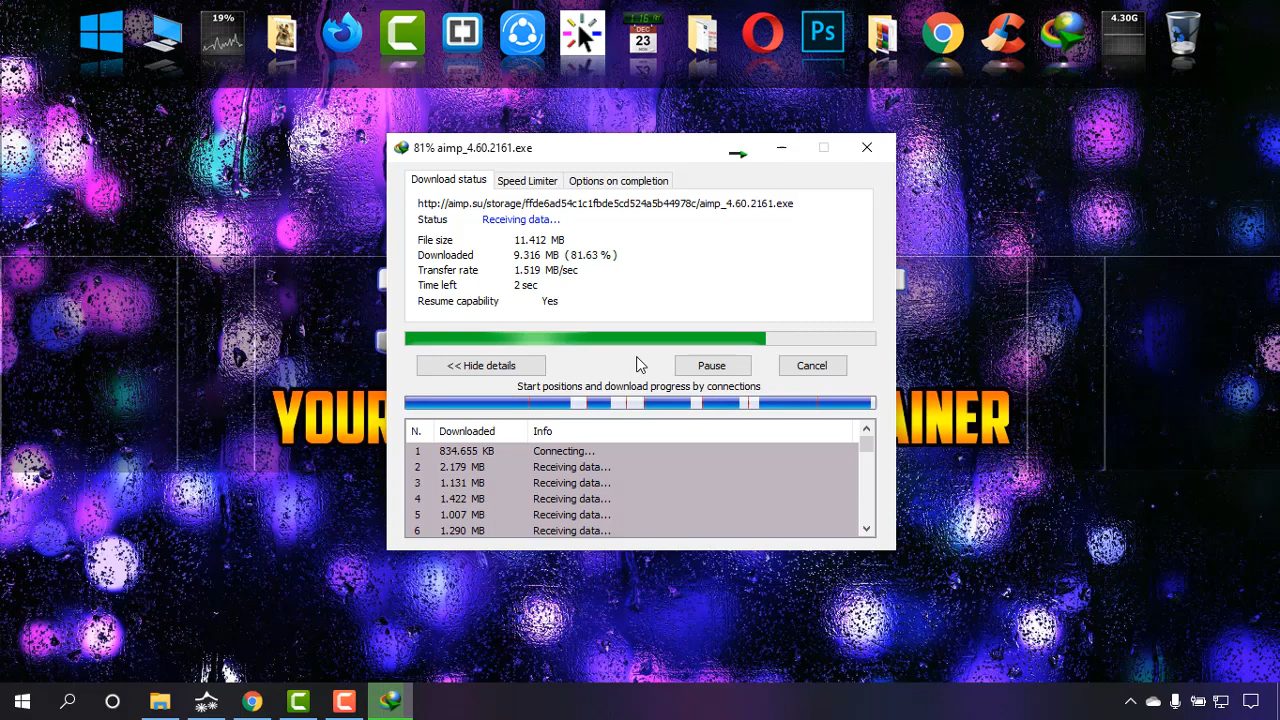 19%
1.16 M
DEC
23
Ps
4.30G
81% aimp_4.60.2161.exe
Download status
Speed Limiter
Options on completion
http://aimp.su/storage/ffde6ad54c1c1fbde5cd524a5b44978c/aimp_4.60.2161.exe
Status Receiving data...
File size 11.412 MB
Downloaded 9.316 MB ( 81.63 % )
Transfer rate 1.519 MB/sec
Time left 2 sec
Resume capability Yes
<< Hide details
Pause
Cancel
Start positions and download progress by connections
N. Downloaded Info
1 834.655 KB Connecting...
2 2.179 MB Receiving data...
3 1.131 MB Receiving data...
4 1.422 MB Receiving data...
5 1.007 MB Receiving data...
6 1.290 MB Receiving data...
YOUR
AINER